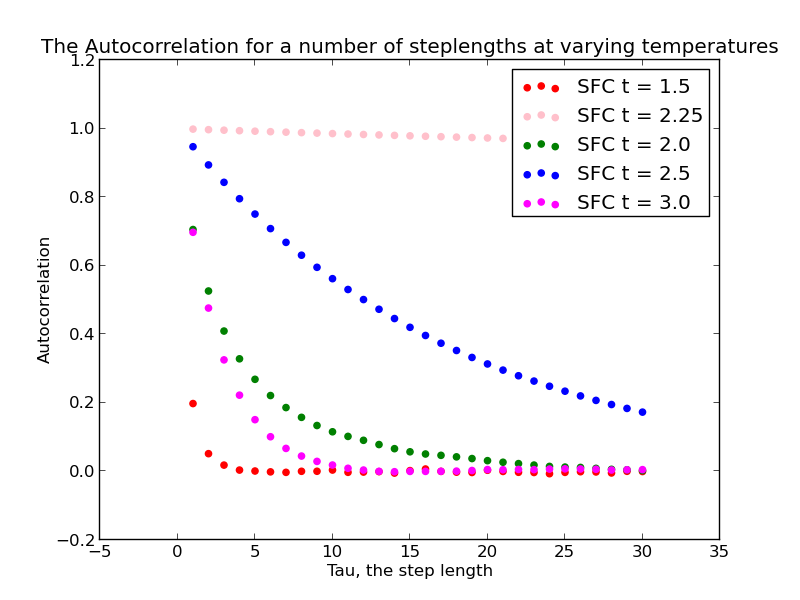 The Autocorrelation for a number of steplengths at varying temperatures
1.2
1.0
0.8
0.6
0.4
0.2
0.0
−0.2
Autocorrelation
SFC t = 1.5
SFC t = 2.25
SFC t = 2.0
SFC t = 2.5
SFC t = 3.0
−5 0 5 10 15 20 25 30 35
Tau, the step length